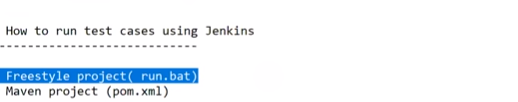 How to run test cases using Jenkins
---------------------------
Freestyle project( run.bat)
Maven project (pom.xml)